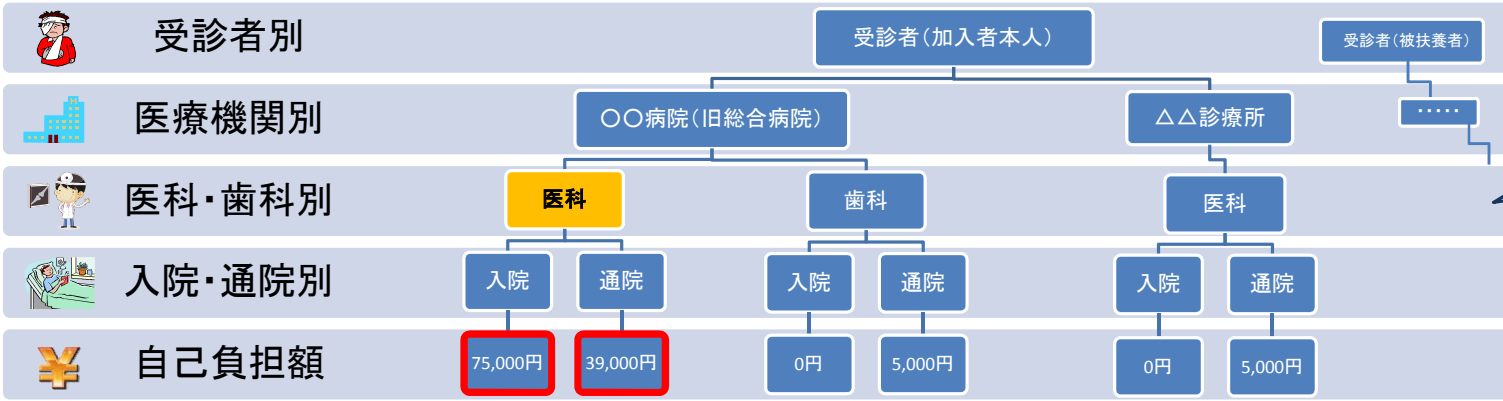 受診者別
受診者(加入者本人)
受診者(被扶養者)
医療機関別
〇〇病院(旧総合病院)
△△診療所
・・・・・
医科・歯科別
医科
歯科
医科
入院・通院別
入院
通院
入院
通院
入院
通院
自己負担額
75,000円
39,000円
0円
5,000円
0円
5,000円